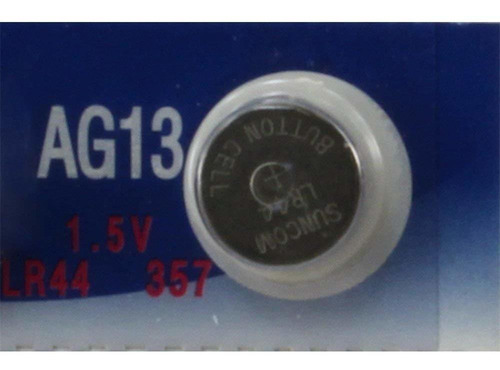 AG13
1.5V
LR44 357
BUTTON CELL
+
LR44
SUNCOM